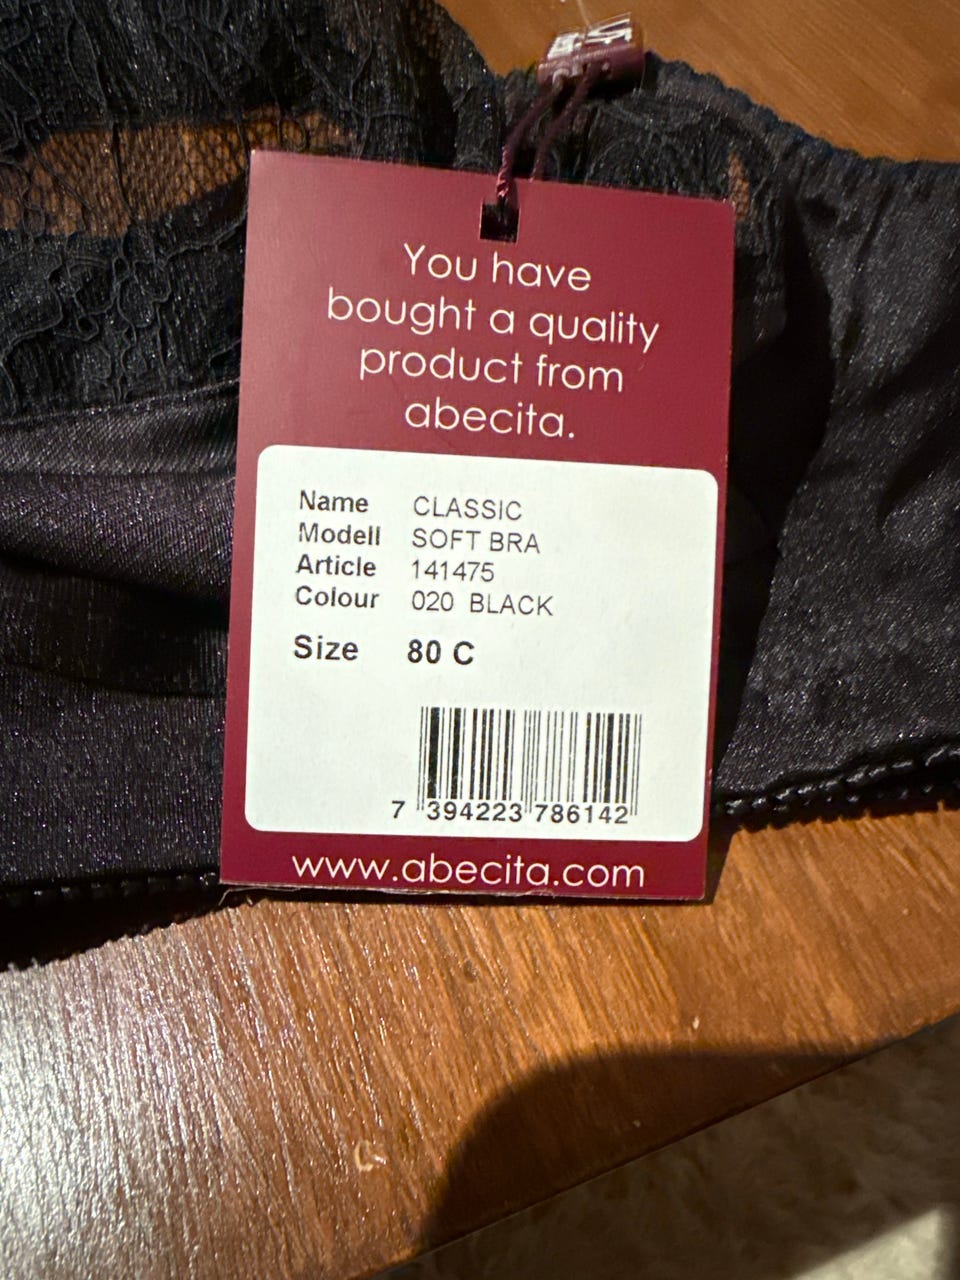 You have
bought a quality
product from
abecita.
Name CLASSIC
Modell SOFT BRA
Article 141475
Colour 020 BLACK
Size 80 C
7 394223 786142
www.abecita.com